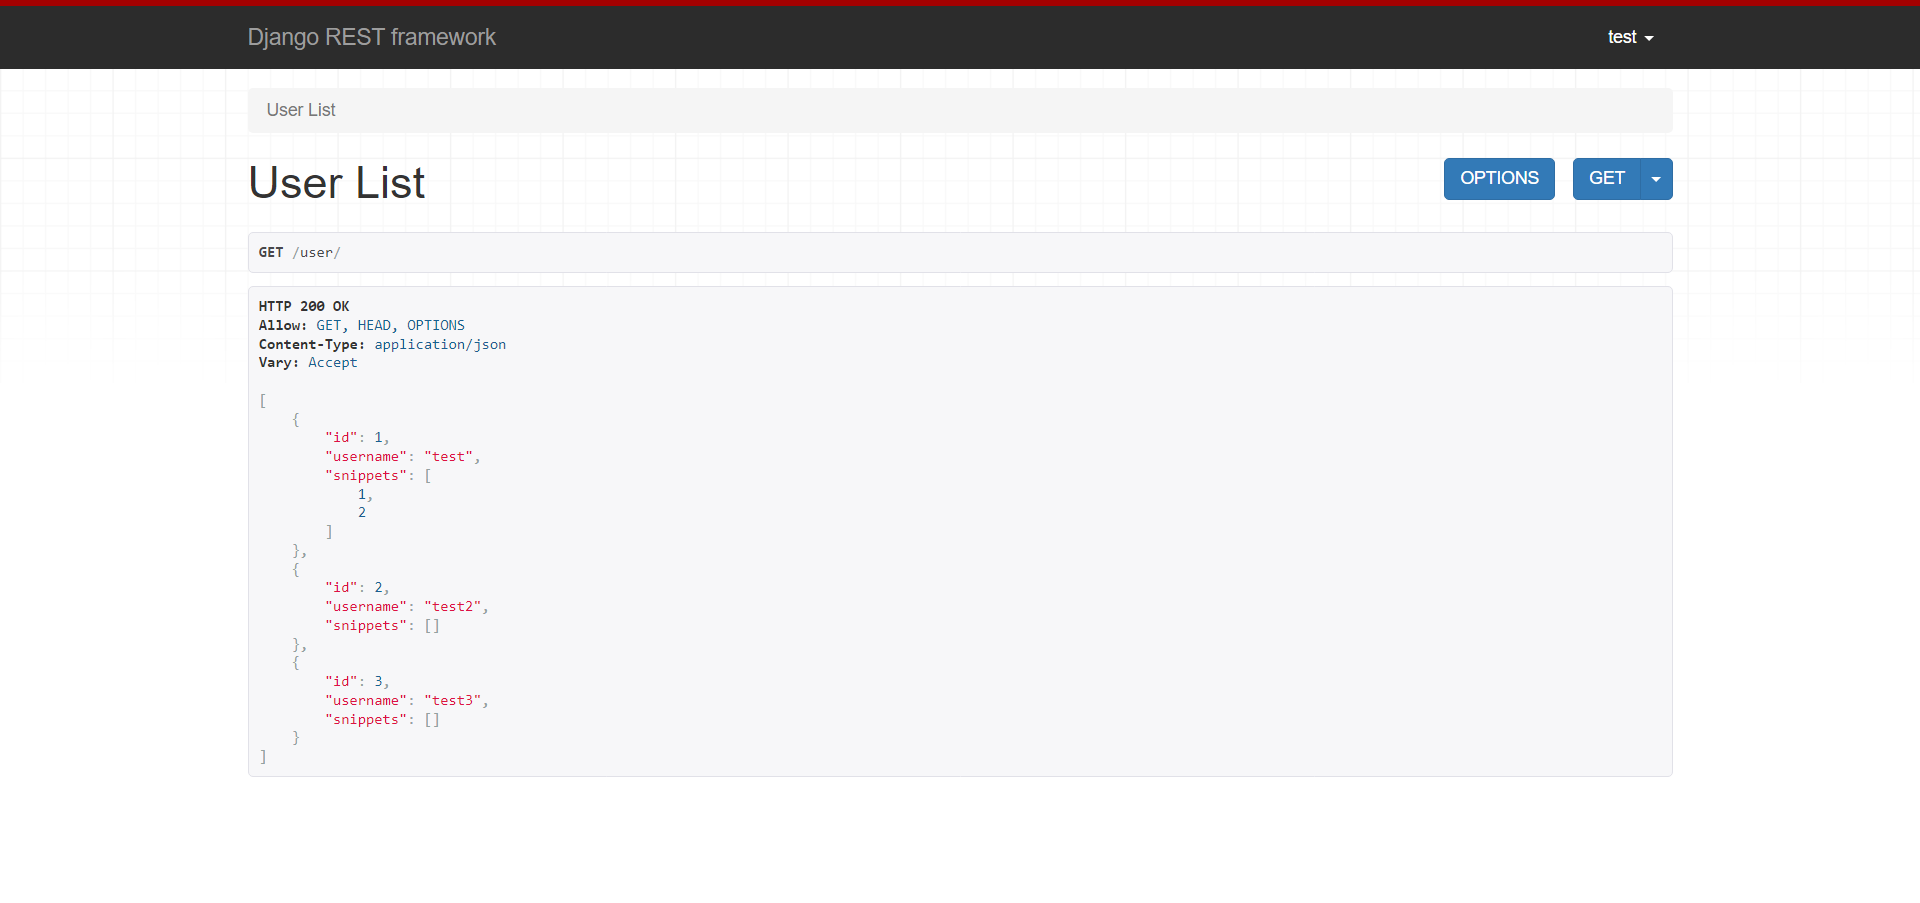 Django REST framework
test
User List
User List
OPTIONS
GET
GET /user/
HTTP 200 OK
Allow: GET, HEAD, OPTIONS
Content-Type: application/json
Vary: Accept
[
    {
        "id": 1,
        "username": "test",
        "snippets": [
            1,
            2
        ]
    },
    {
        "id": 2,
        "username": "test2",
        "snippets": []
    },
    {
        "id": 3,
        "username": "test3",
        "snippets": []
    }
]